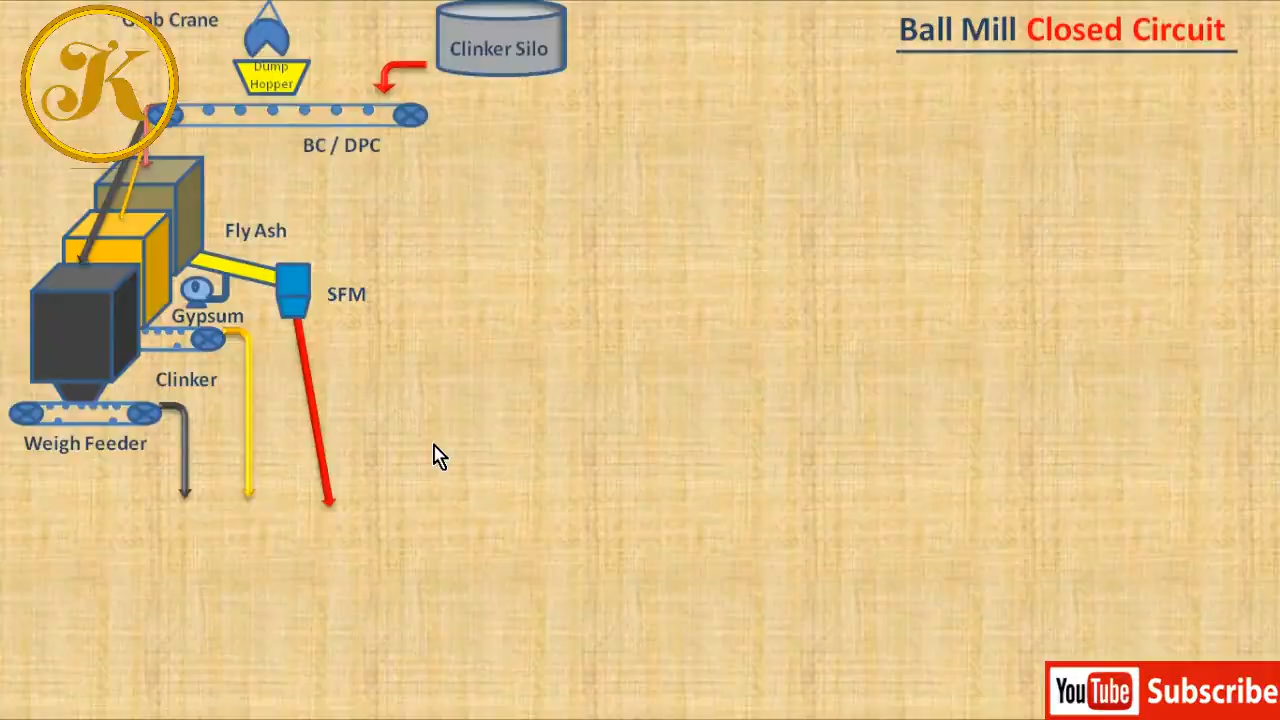 Grab Crane
Clinker Silo
Ball Mill Closed Circuit
Dump
Hopper
K
BC / DPC
Fly Ash
SFM
Gypsum
Clinker
Weigh Feeder
YouTube Subscribe